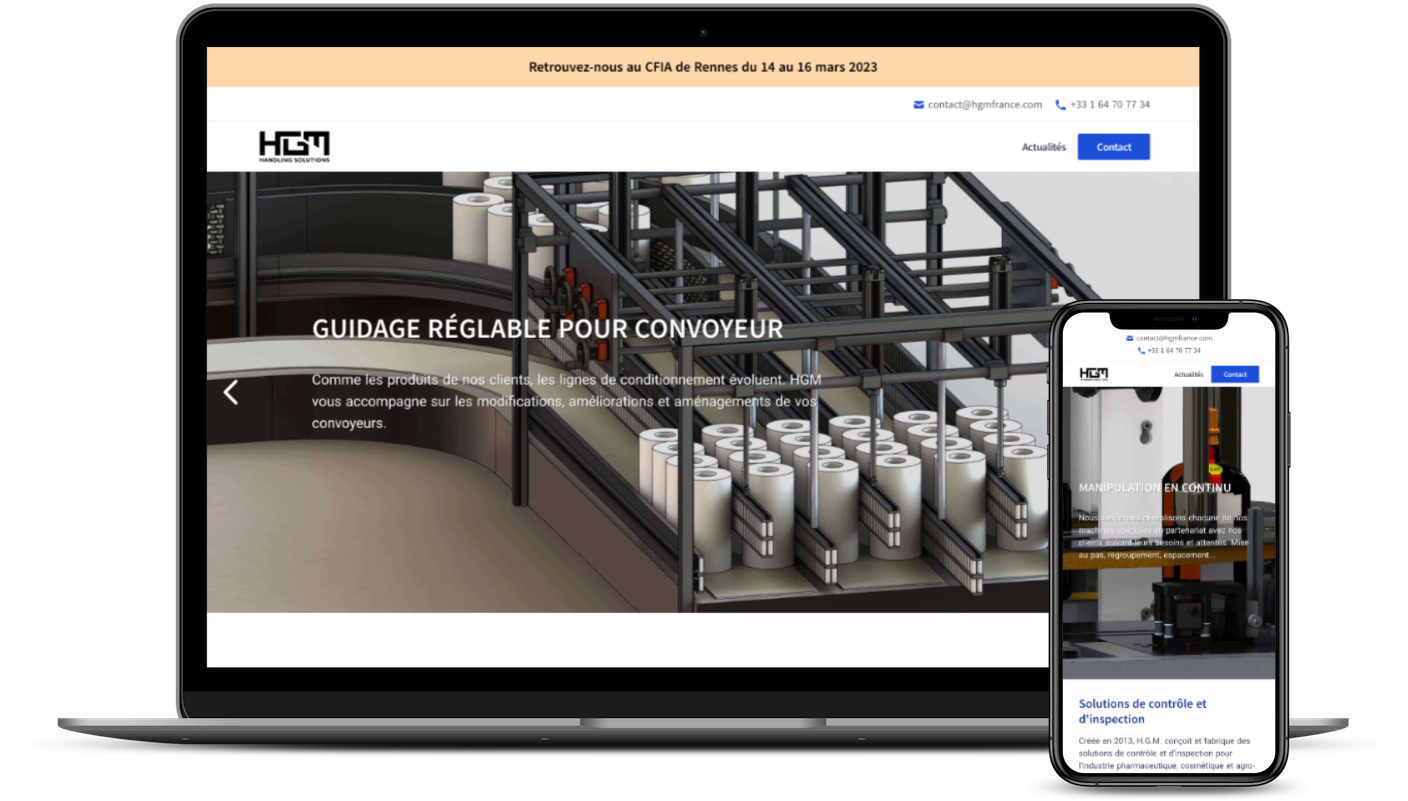 Retrouvez-nous au CFIA de Rennes du 14 au 16 mars 2023
contact@hgmfrance.com +33 1 64 70 77 34
HGM
HANDLING SOLUTIONS
Actualités Contact
GUIDAGE RÉGLABLE POUR CONVOYEUR
Comme les produits de nos clients, les lignes de conditionnement évoluent. HGM
vous accompagne sur les modifications, améliorations et aménagements de vos
convoyeurs.
contact@hgmfrance.com
+33 1 64 70 77 34
HGM
Actualités Contact
MANIPULATION EN CONTINU
Nous et réalisons chacune de nos
machines spéciales en partenariat avec nos
clients suivant leurs besoins et attentes. Mise
au pas, regroupement, espacement...
Solutions de contrôle et
d'inspection
Créée en 2013, H.G.M. conçoit et fabrique des
solutions de contrôle et d'inspection pour
l'industrie pharmaceutique, cosmétique et agro-